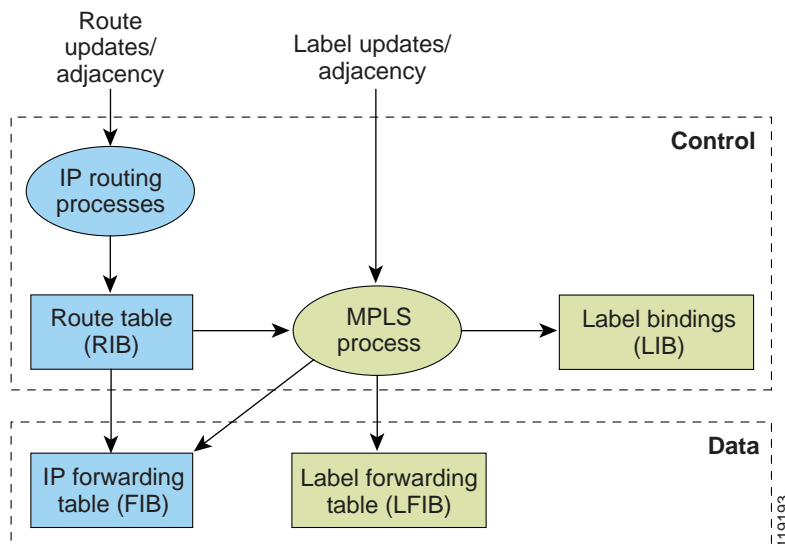 Route
updates/
adjacency
Label updates/
adjacency
Control
IP routing
processes
Route table
(RIB)
MPLS
process
Label bindings
(LIB)
Data
IP forwarding
table (FIB)
Label forwarding
table (LFIB)
119193